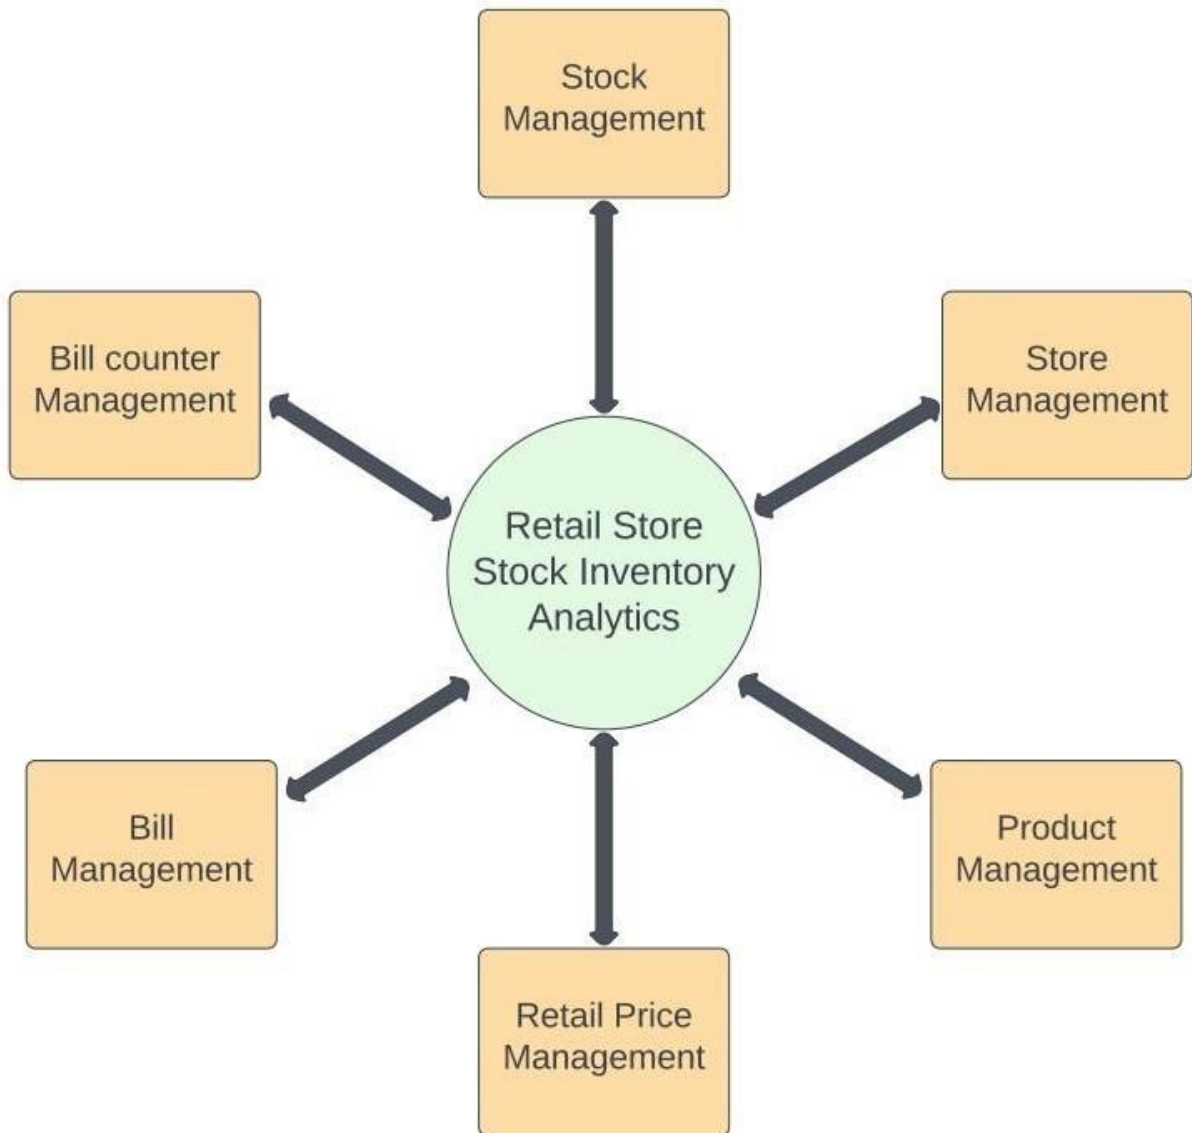 Stock
Management
Bill counter
Management
Store
Management
Retail Store
Stock Inventory
Analytics
Bill
Management
Product
Management
Retail Price
Management